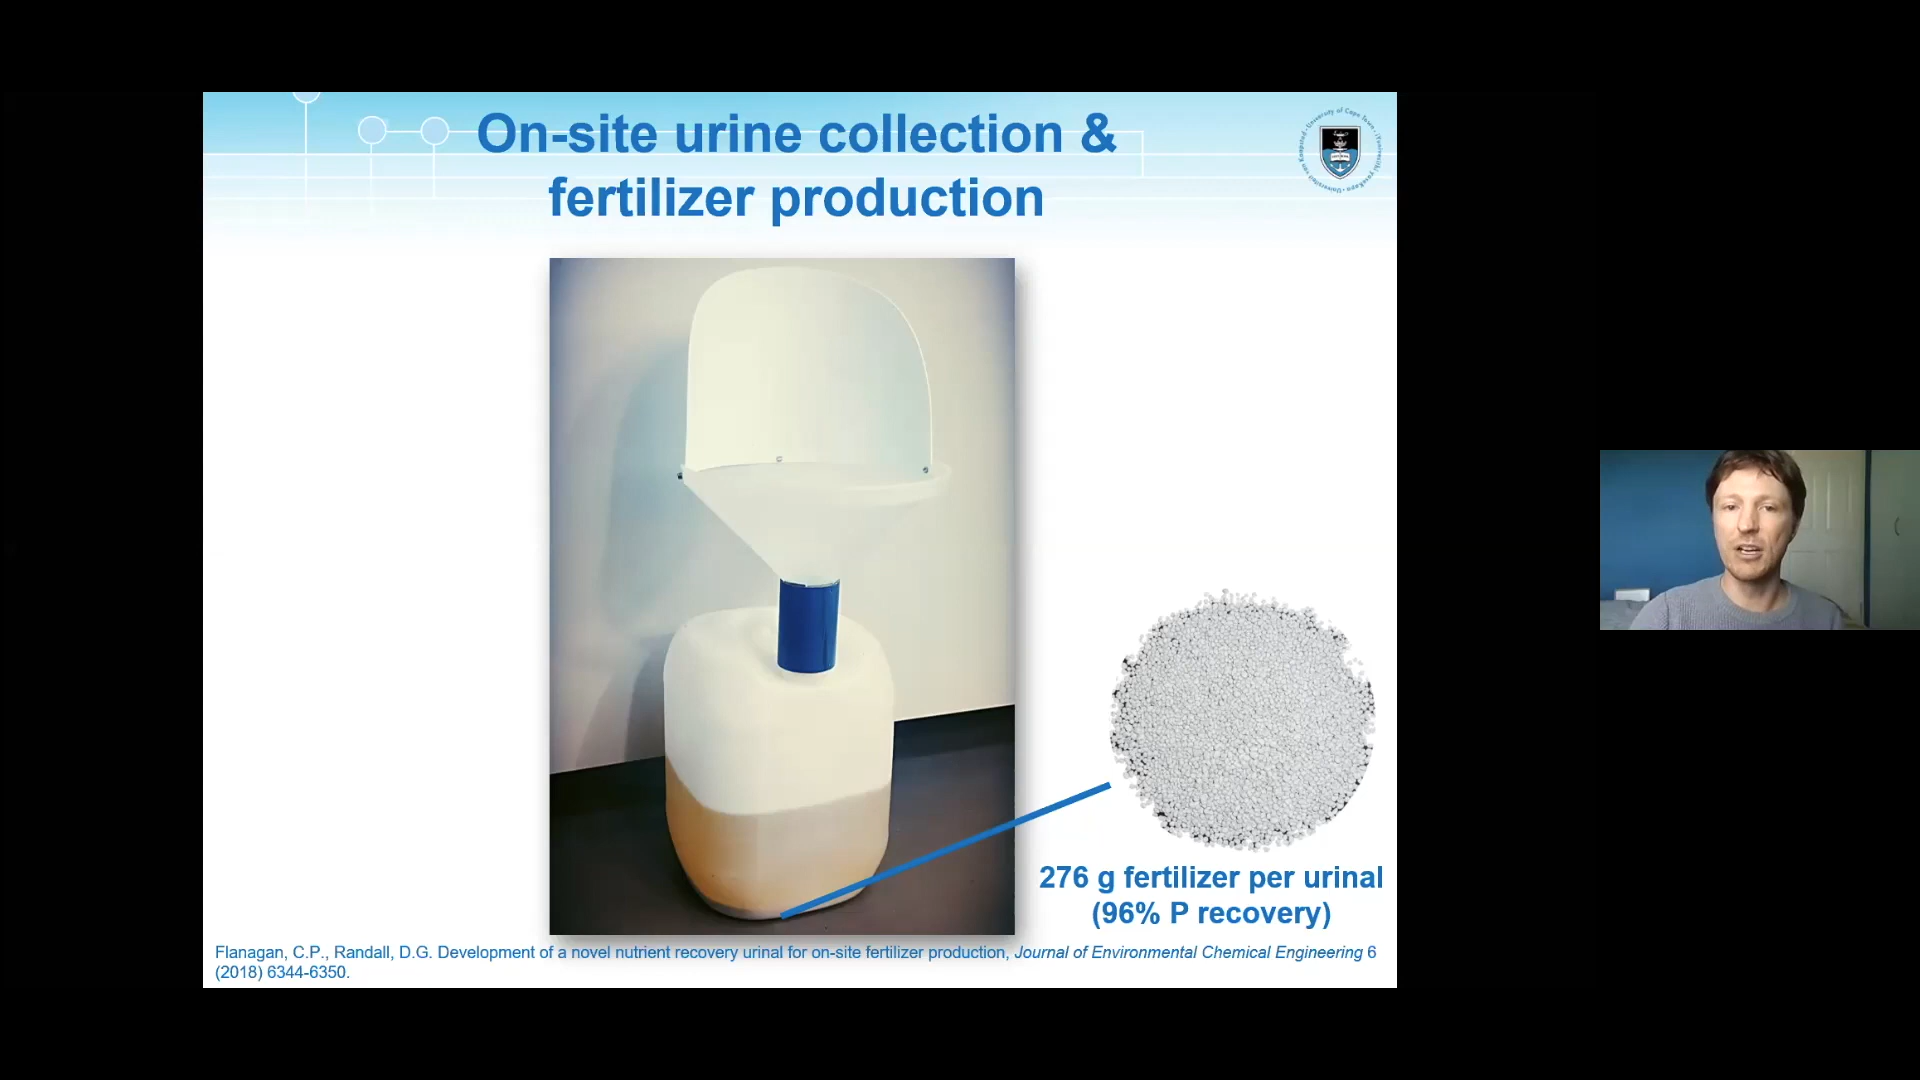 On-site urine collection &
fertilizer production
276 g fertilizer per urinal
(96% P recovery)
Flanagan, C.P., Randall, D.G. Development of a novel nutrient recovery urinal for on-site fertilizer production, Journal of Environmental Chemical Engineering 6
(2018) 6344-6350.